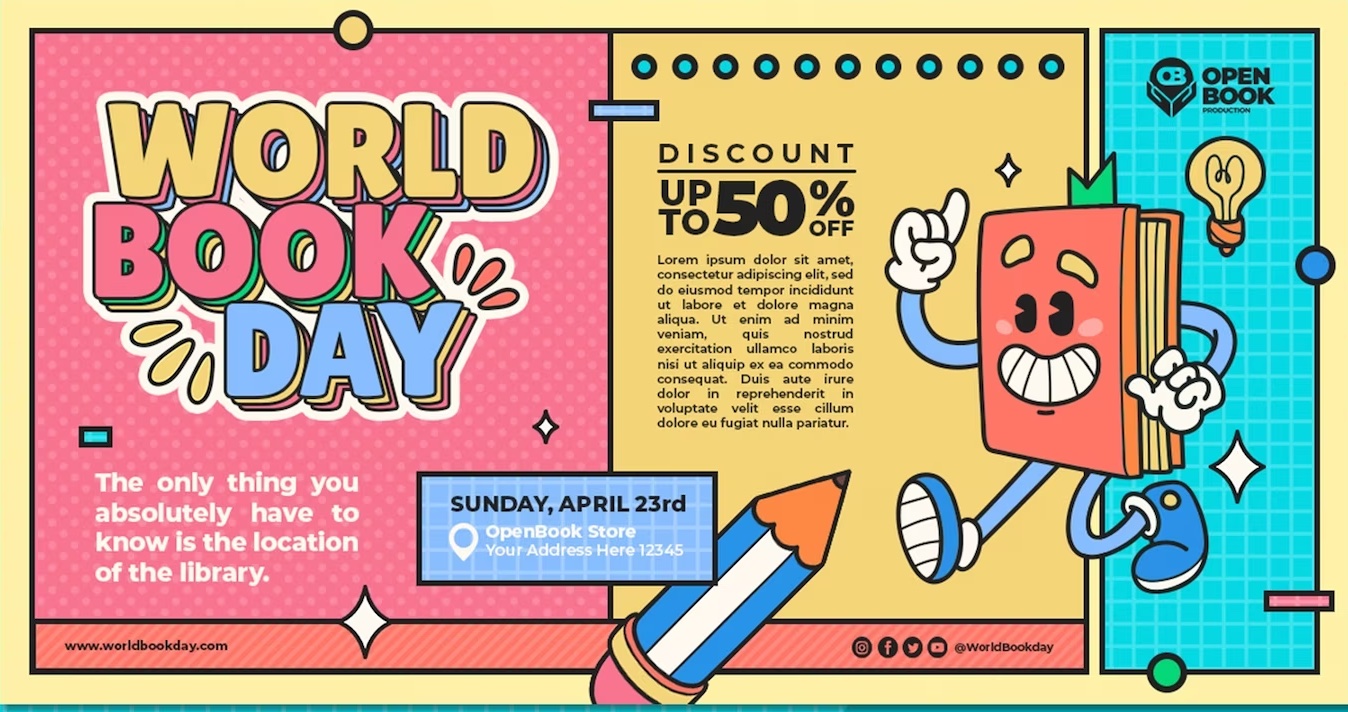 WORLD
BOOK
DAY
The only thing you
absolutely have to
know is the location
of the library.
SUNDAY, APRIL 23rd
OpenBook Store
Your Address Here 12345
www.worldbookday.com
DISCOUNT
UP TO 50% OFF
Lorem ipsum dolor sit amet,
consectetur adipiscing elit, sed
do eiusmod tempor incididunt
ut labore et dolore magna
aliqua. Ut enim ad minim
veniam, quis nostrud
exercitation ullamco laboris
nisi ut aliquip ex ea commodo
consequat. Duis aute irure
dolor in reprehenderit in
voluptate velit esse cillum
dolore eu fugiat nulla pariatur.
@WorldBookday
OB
OPEN
BOOK
PRODUCTION